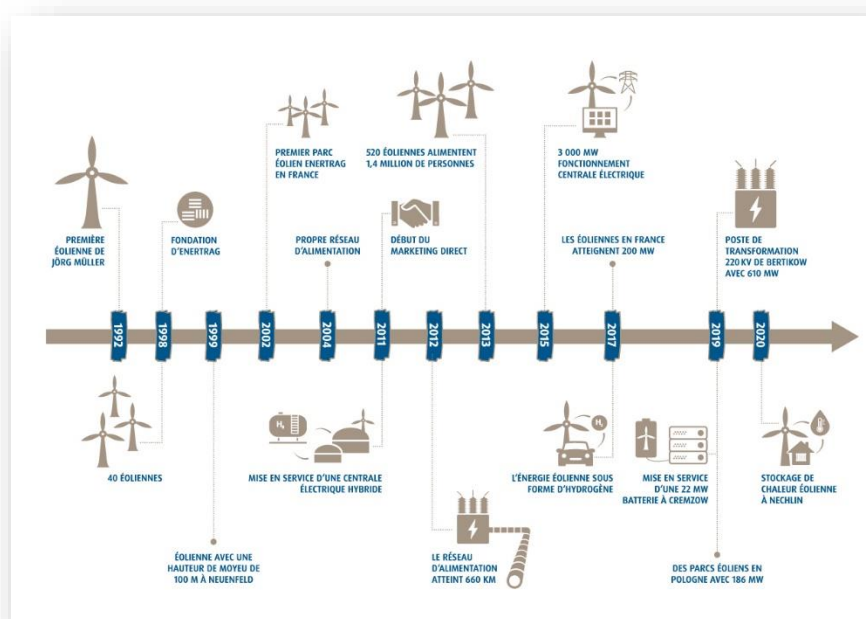 PREMIÈRE
ÉOLIENNE DE
JÖRG MÜLLER
FONDATION
D'ENERTRAG
PREMIER PARC
ÉOLIEN ENERTRAG
EN FRANCE
PROPRE RÉSEAU
D'ALIMENTATION
520 ÉOLIENNES ALIMENTENT
1,4 MILLION DE PERSONNES
DÉBUT DU
MARKETING DIRECT
3 000 MW
FONCTIONNEMENT
CENTRALE ÉLECTRIQUE
LES ÉOLIENNES EN FRANCE
ATTEIGNENT 200 MW
POSTE DE
TRANSFORMATION
220 KV DE BERTIKOW
AVEC 610 MW
1992
1998
1999
2002
2004
2011
2012
2013
2015
2017
2019
2020
40 ÉOLIENNES
ÉOLIENNE AVEC UNE
HAUTEUR DE MOYEU DE
100 M À NEUENFELD
H₂
MISE EN SERVICE D'UNE CENTRALE
ÉLECTRIQUE HYBRIDE
LE RÉSEAU
D'ALIMENTATION
ATTEINT 660 KM
H₂
L'ÉNERGIE ÉOLIENNE SOUS
FORME D'HYDROGÈNE
MISE EN SERVICE
D'UNE 22 MW
BATTERIE À CREMZOW
DES PARCS ÉOLIENS EN
POLOGNE AVEC 186 MW
STOCKAGE DE
CHALEUR ÉOLIENNE
À NECHLIN